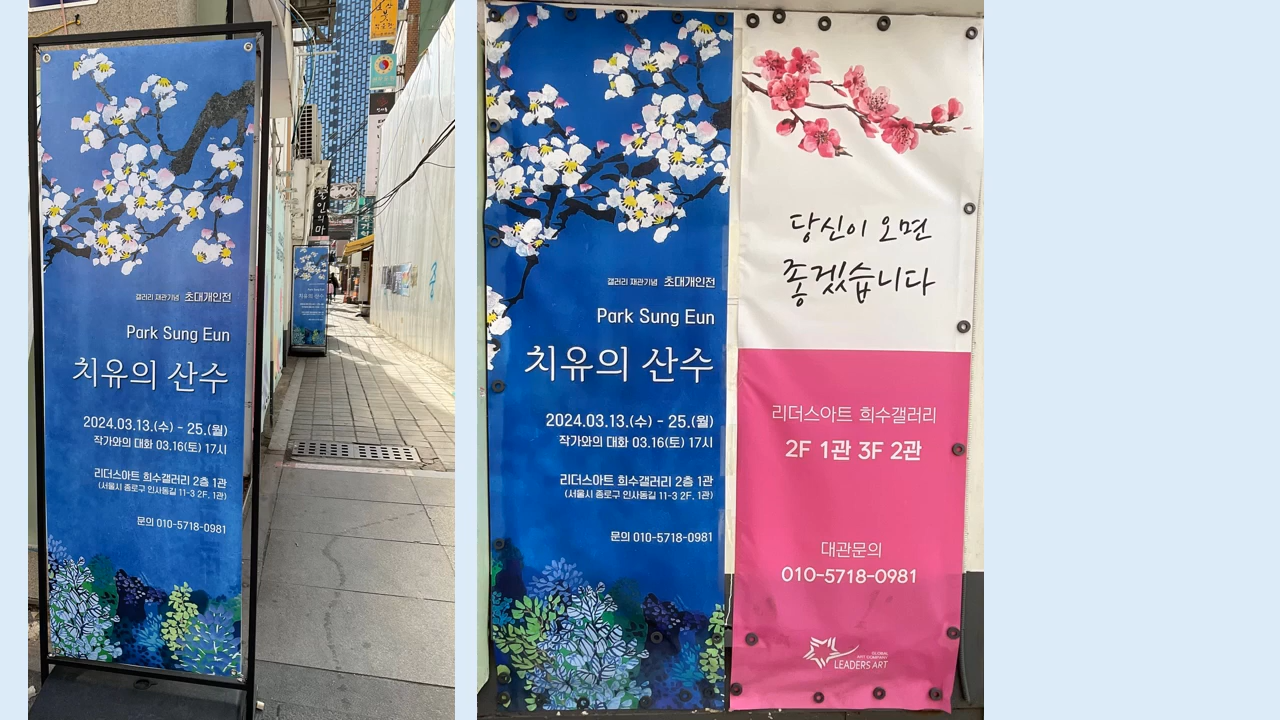 갤러리 재관기념 초대개인전
Park Sung Eun
치유의 산수
2024.03.13.(수) - 25.(월)
작가와의 대화 03.16(토) 17시
리더스아트 희수갤러리 2층 1관
(서울시 종로구 인사동길 11-3 2F. 1관)
문의 010-5718-0981
갤러리 재관기념 초대개인전
Park Sung Eun
치유의 산수
2024.03.13.(수) - 25.(월)
작가와의 대화 03.16(토) 17시
리더스아트 희수갤러리 2층 1관
(서울시 종로구 인사동길 11-3 2F. 1관)
문의 010-5718-0981
당신이 오면
좋겠습니다
리더스아트 희수갤러리
2F 1관 3F 2관
대관문의
010-5718-0981
GLOBAL
ART COMPANY
LEADERS ART